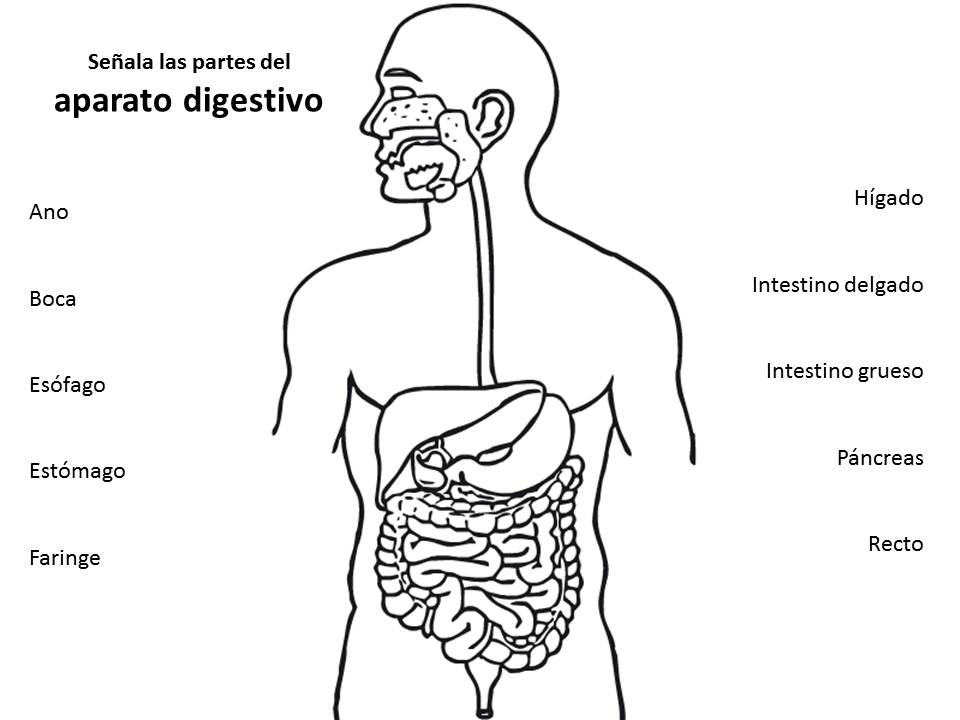 Señala las partes del
aparato digestivo
Ano
Boca
Esófago
Estómago
Faringe
Hígado
Intestino delgado
Intestino grueso
Páncreas
Recto